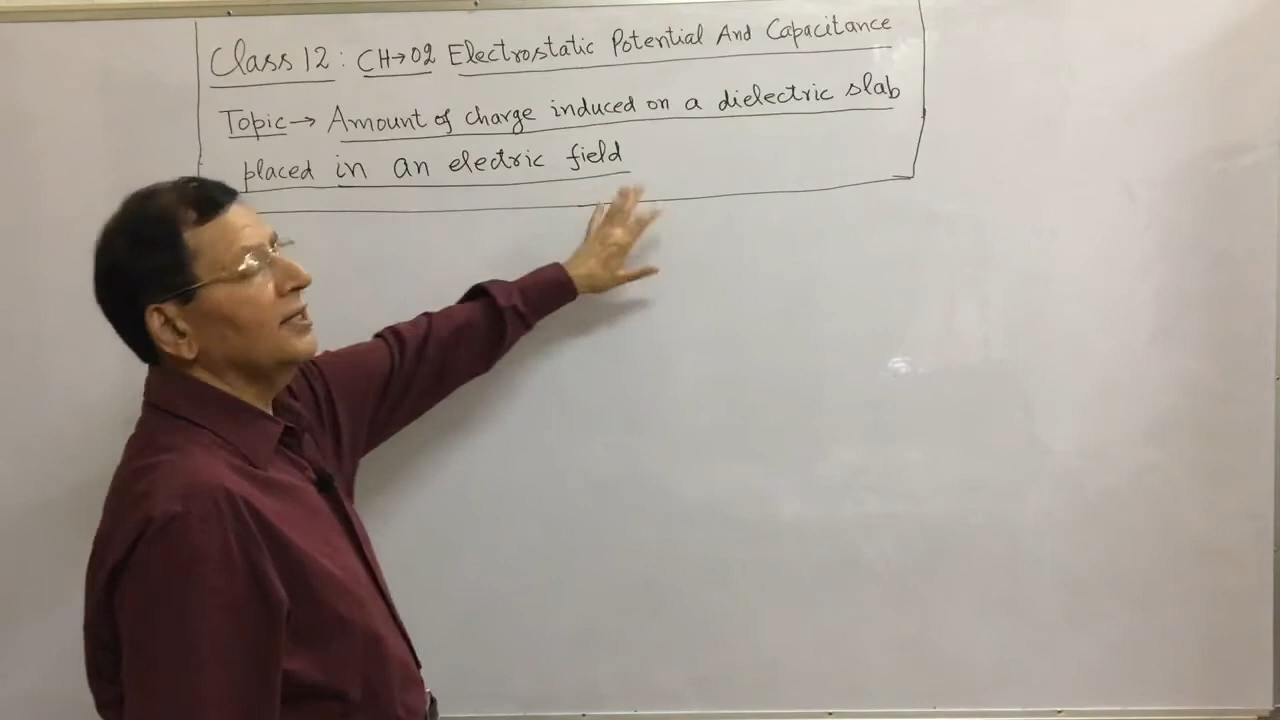 Class 12 : CH→02 Electrostatic Potential And Capacitance
Topic → Amount of charge induced on a dielectric slab
placed in an electric field